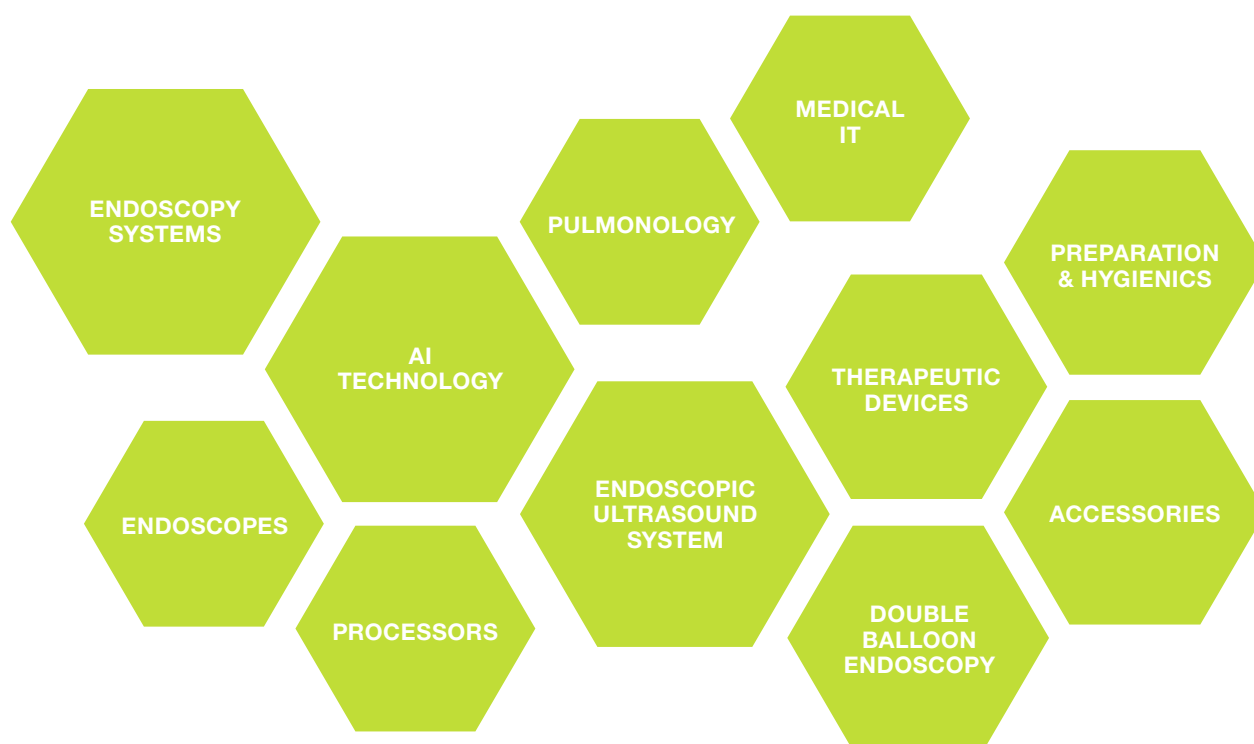 MEDICAL
IT
ENDOSCOPY
SYSTEMS
PULMONOLOGY
PREPARATION
& HYGIENICS
AI
TECHNOLOGY
THERAPEUTIC
DEVICES
ENDOSCOPES
ENDOSCOPIC
ULTRASOUND
SYSTEM
ACCESSORIES
PROCESSORS
DOUBLE
BALLOON
ENDOSCOPY